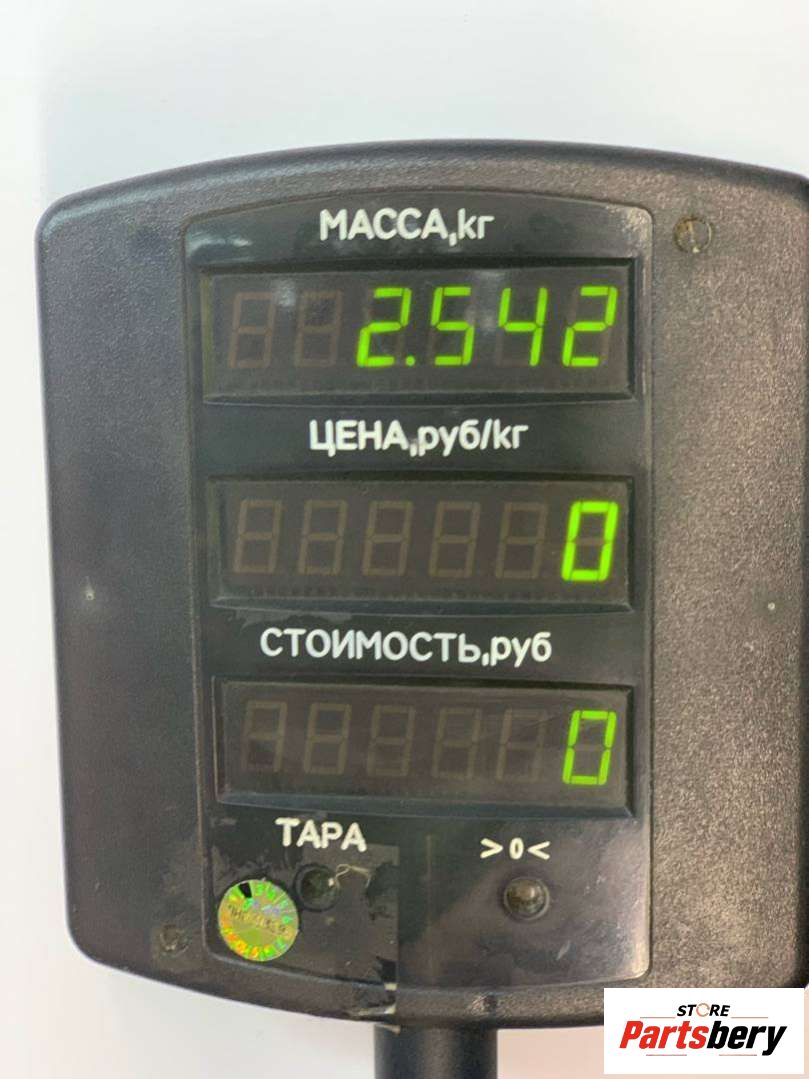 МАССА,кг
2.542
ЦЕНА,руб/кг
0
СТОИМОСТЬ,руб
0
ТАРА >0<
STORE
Partsbery